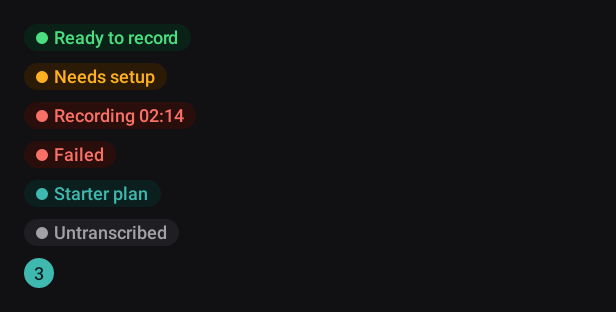 Ready to record
Needs setup
Recording 02:14
Failed
Starter plan
Untranscribed
3